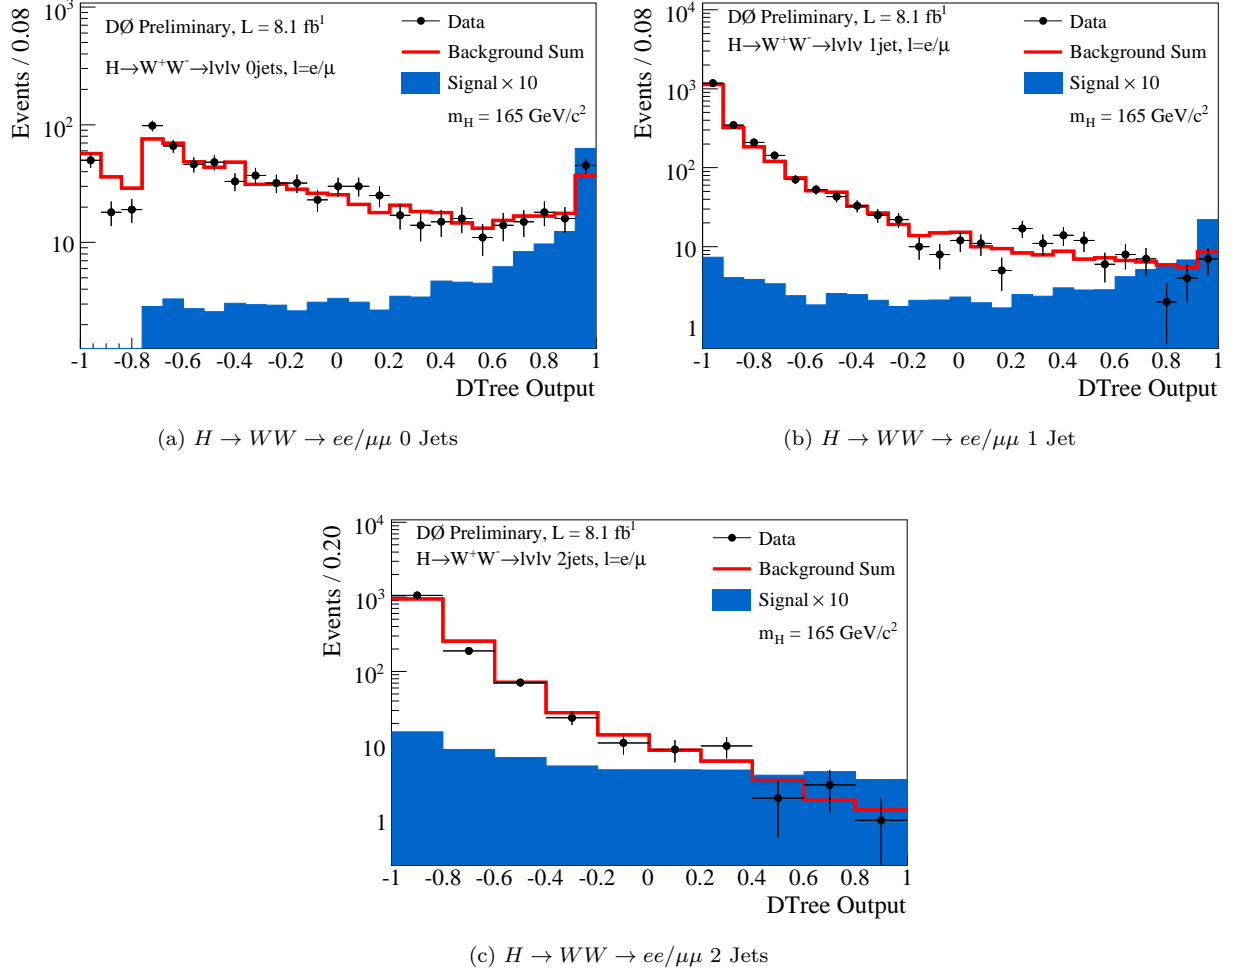 Events / 0.08
10³
10²
10
DØ Preliminary, L = 8.1 fb¹
H→W⁺W⁻→lνlν 0jets, l=e/μ
Data
Background Sum
Signal × 10
m_H = 165 GeV/c²
-1 -0.8 -0.6 -0.4 -0.2 0 0.2 0.4 0.6 0.8 1
DTree Output
(a) H → WW → ee/μμ 0 Jets
Events / 0.08
10⁴
10³
10²
10
1
DØ Preliminary, L = 8.1 fb¹
H→W⁺W⁻→lνlν 1jet, l=e/μ
Data
Background Sum
Signal × 10
m_H = 165 GeV/c²
-1 -0.8 -0.6 -0.4 -0.2 0 0.2 0.4 0.6 0.8 1
DTree Output
(b) H → WW → ee/μμ 1 Jet
Events / 0.20
10⁴
10³
10²
10
1
DØ Preliminary, L = 8.1 fb¹
H→W⁺W⁻→lνlν 2jets, l=e/μ
Data
Background Sum
Signal × 10
m_H = 165 GeV/c²
-1 -0.8 -0.6 -0.4 -0.2 0 0.2 0.4 0.6 0.8 1
DTree Output
(c) H → WW → ee/μμ 2 Jets